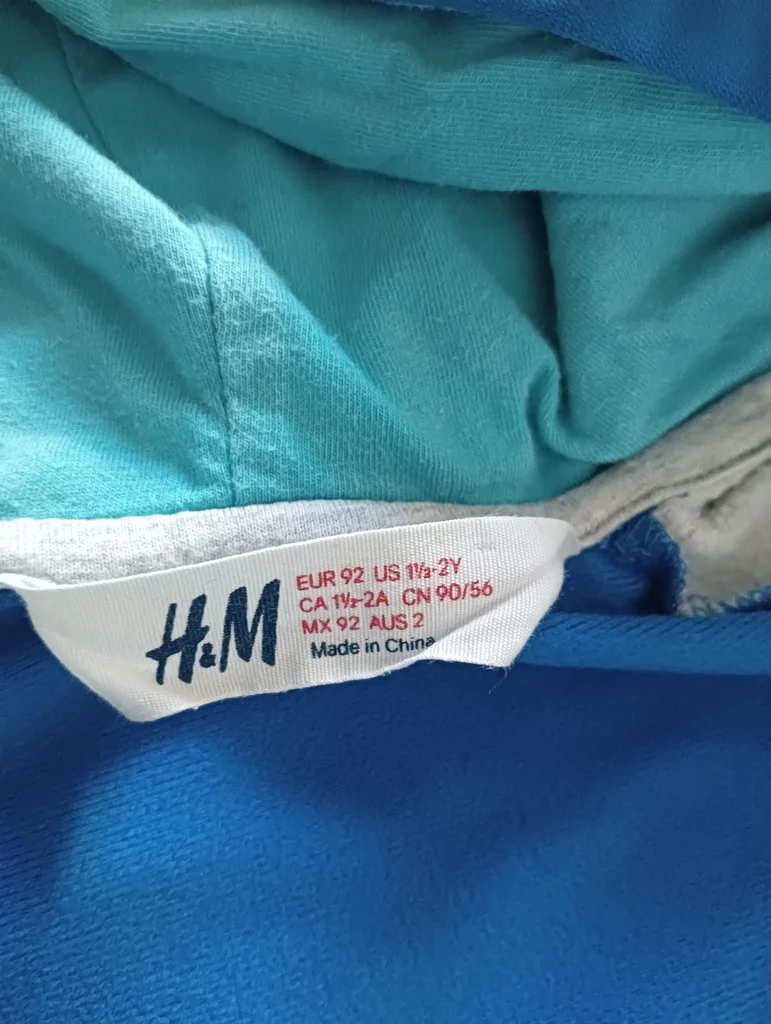 H&M
EUR 92 US 1½-2Y
CA 1½-2A CN 90/56
MX 92 AUS 2
Made in China